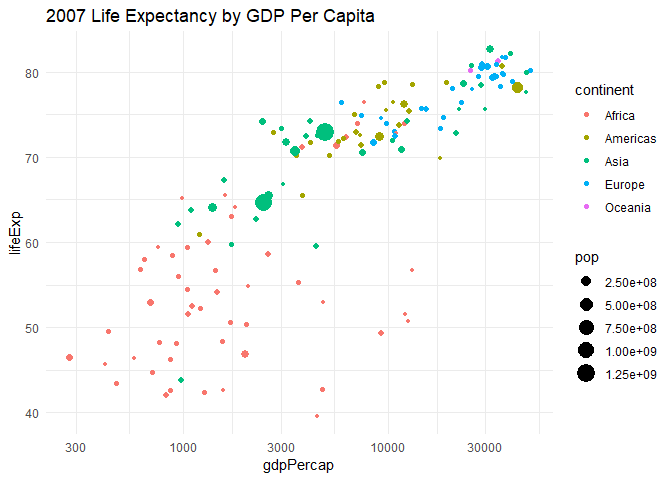 2007 Life Expectancy by GDP Per Capita
80
70
60
50
40
lifeExp
300
1000
3000
10000
30000
gdpPercap
continent
Africa
Americas
Asia
Europe
Oceania
pop
2.50e+08
5.00e+08
7.50e+08
1.00e+09
1.25e+09